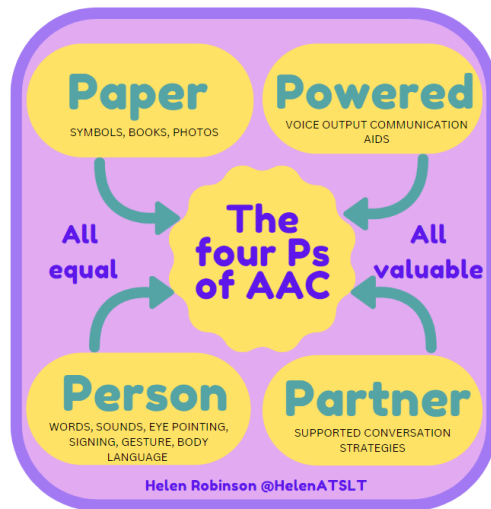 Paper
SYMBOLS, BOOKS, PHOTOS
Powered
VOICE OUTPUT COMMUNICATION
AIDS
The
four Ps
of AAC
All
equal
All
valuable
Person
WORDS, SOUNDS, EYE POINTING,
SIGNING, GESTURE, BODY
LANGUAGE
Partner
SUPPORTED CONVERSATION
STRATEGIES
Helen Robinson @HelenATSLT